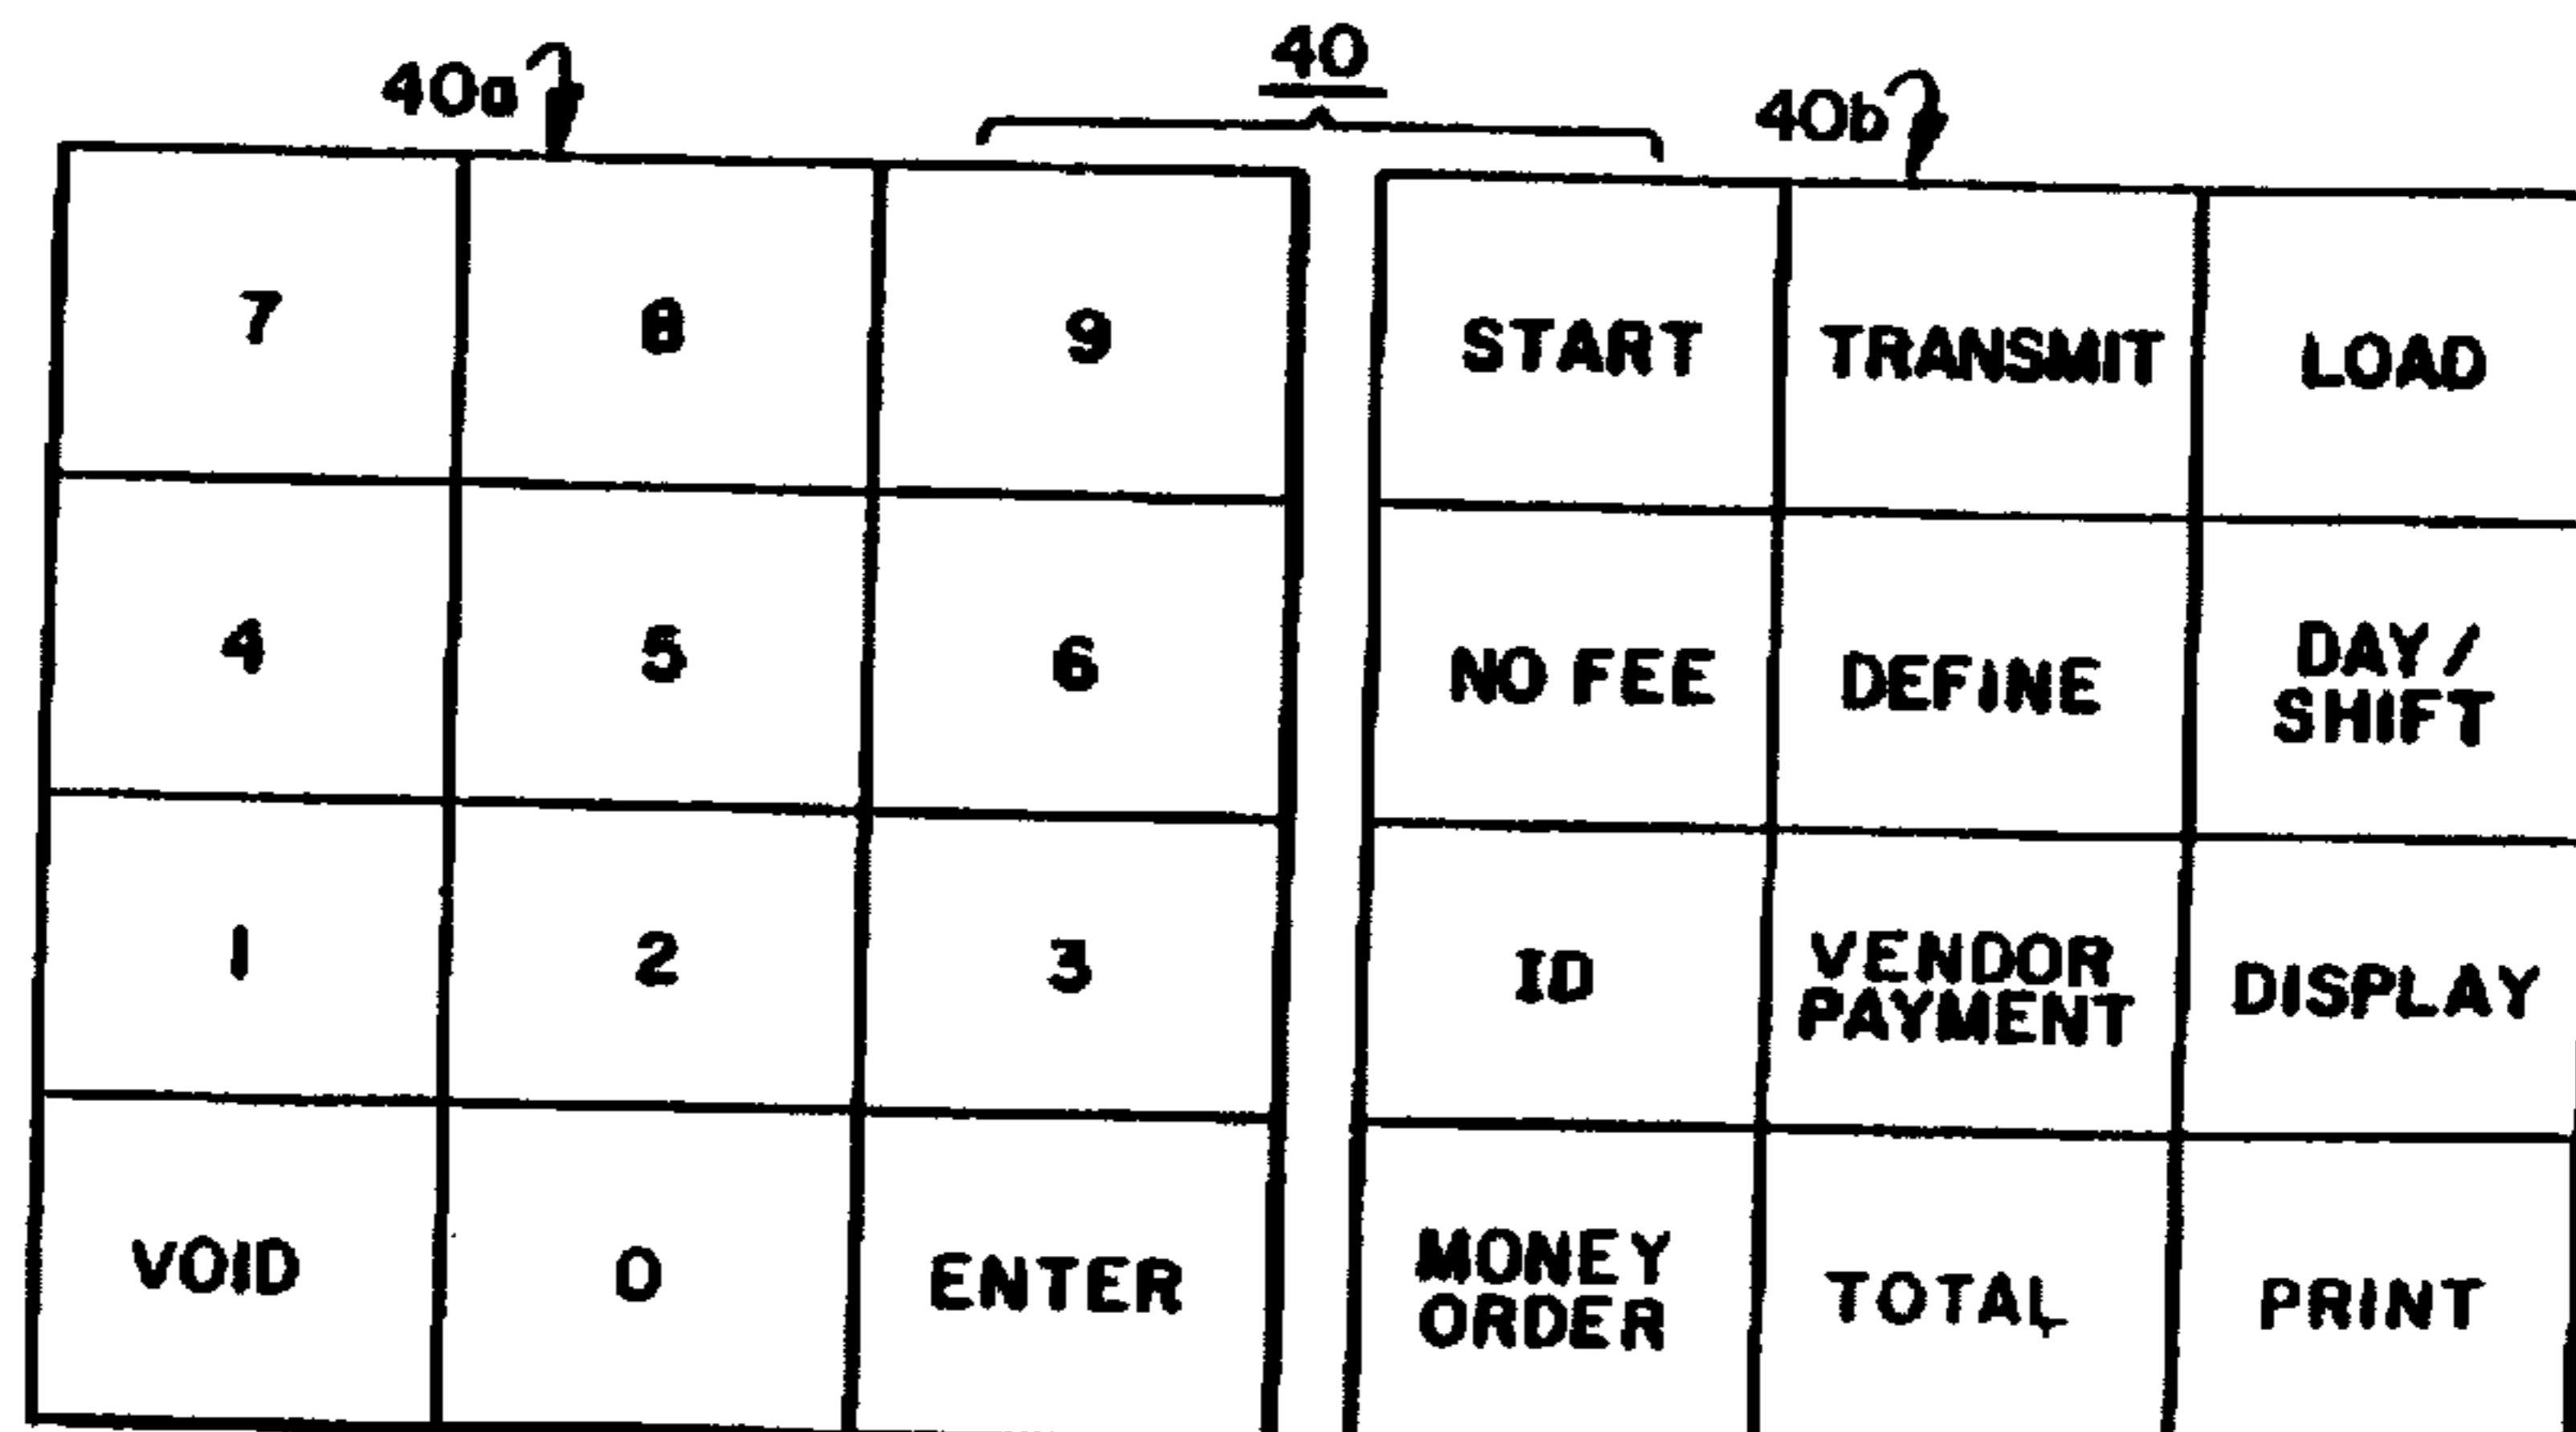 40
40a
40b
7 8 9
4 5 6
1 2 3
VOID 0 ENTER
START TRANSMIT LOAD
NO FEE DEFINE DAY/
SHIFT
ID VENDOR
PAYMENT DISPLAY
MONEY
ORDER TOTAL PRINT